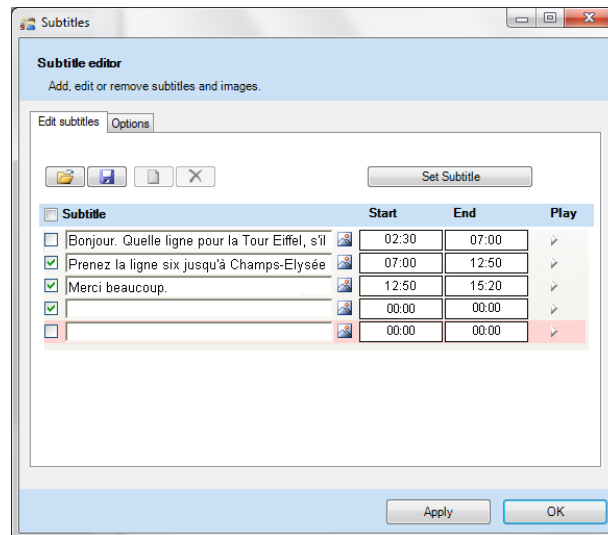 Subtitles
Subtitle editor
Add, edit or remove subtitles and images.
Edit subtitles Options
Set Subtitle
Subtitle Start End Play
Bonjour. Quelle ligne pour la Tour Eiffel, s'il 02:30 07:00
Prenez la ligne six jusqu'à Champs-Elysée 07:00 12:50
Merci beaucoup. 12:50 15:20
00:00 00:00
00:00 00:00
Apply OK